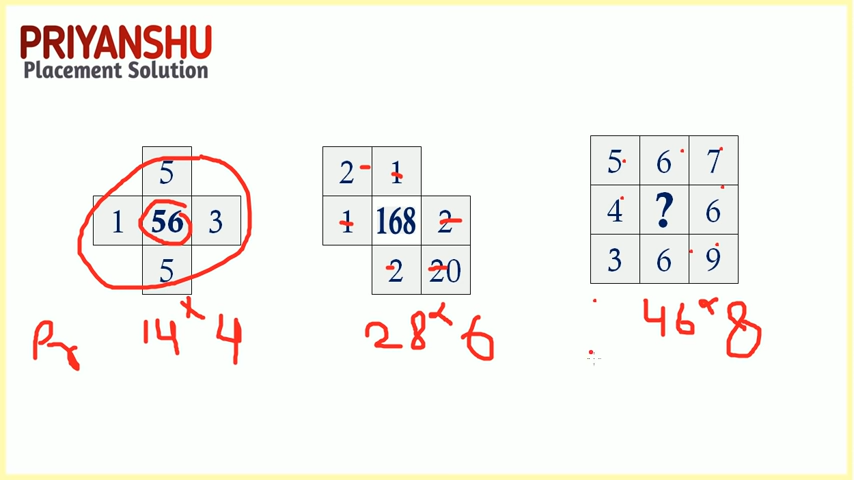 PRIYANSHU
Placement Solution
5
1 56 3
5
2 1
1 168 2
2 20
5 6 7
4 ? 6
3 6 9
14 x 4
28 x 6
46 x 8